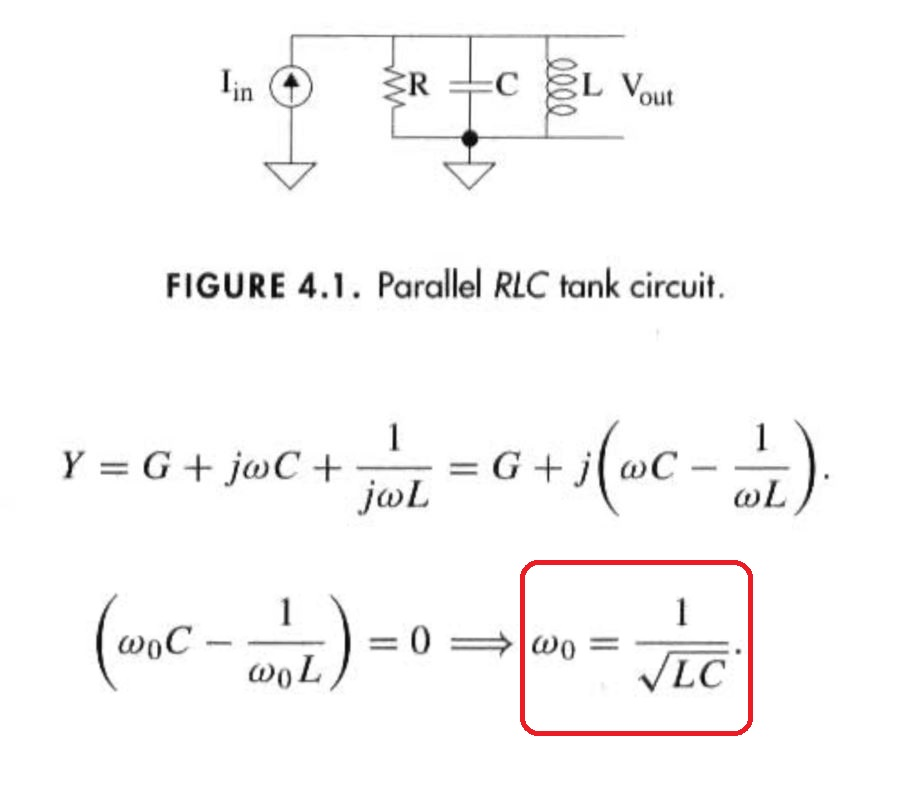 I_in R C L V_out
FIGURE 4.1. Parallel RLC tank circuit.
Y = G + jωC + 1/(jωL) = G + j(ωC − 1/(ωL)).
(ω₀C − 1/(ω₀L)) = 0 ⟹ ω₀ = 1/√(LC).